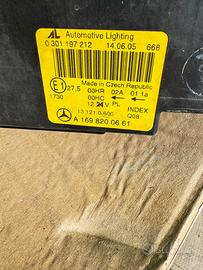 AL Automotive Lighting
0 301 197 212 14.06.05 668
Made in Czech Republic
E1 27,5 00HR 02A 01 1a
1730 00HC PL
12 V INDEX
13.121.0.600 Q08
A 169 820 06 61